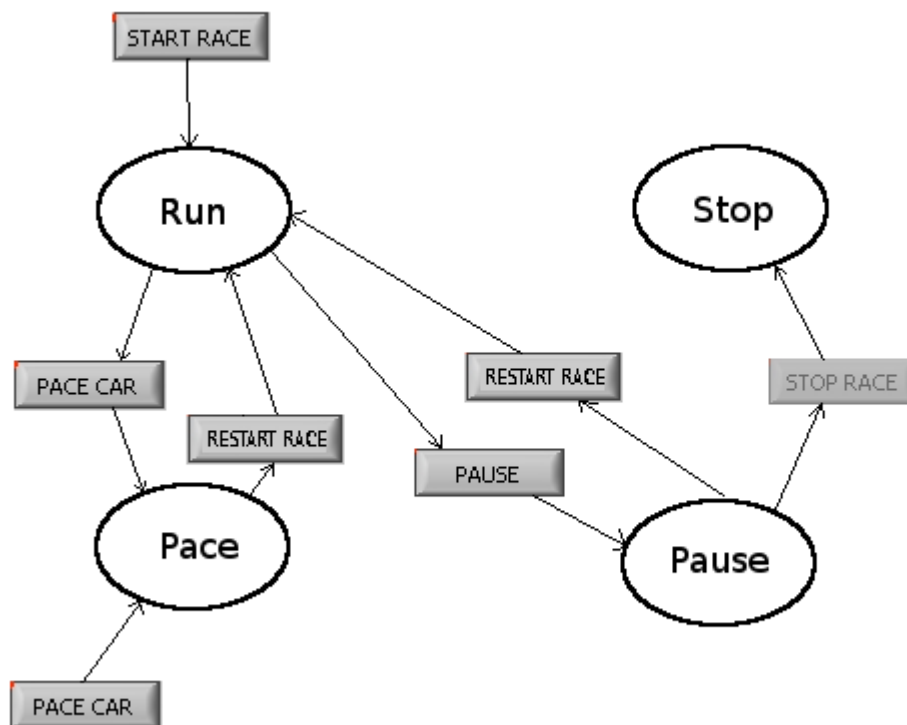 START RACE
Run
Stop
PACE CAR
RESTART RACE
STOP RACE
RESTART RACE
PAUSE
Pace
Pause
PACE CAR